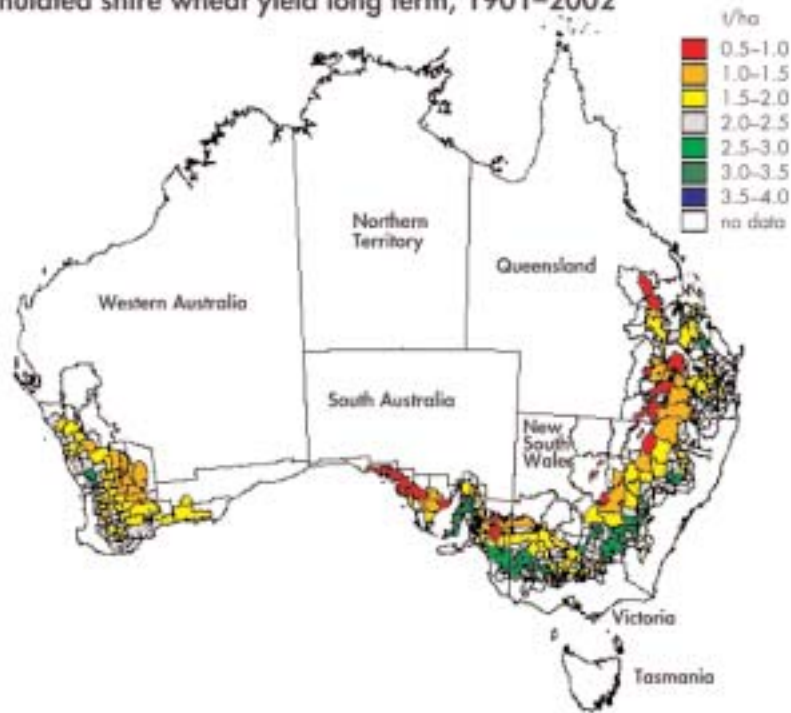 shire wheat yield long term, 1901–2002
t/ha
0.5–1.0
1.0–1.5
1.5–2.0
2.0–2.5
2.5–3.0
3.0–3.5
3.5–4.0
no data
Northern
Territory
Queensland
Western Australia
South Australia
New
South
Wales
Victoria
Tasmania